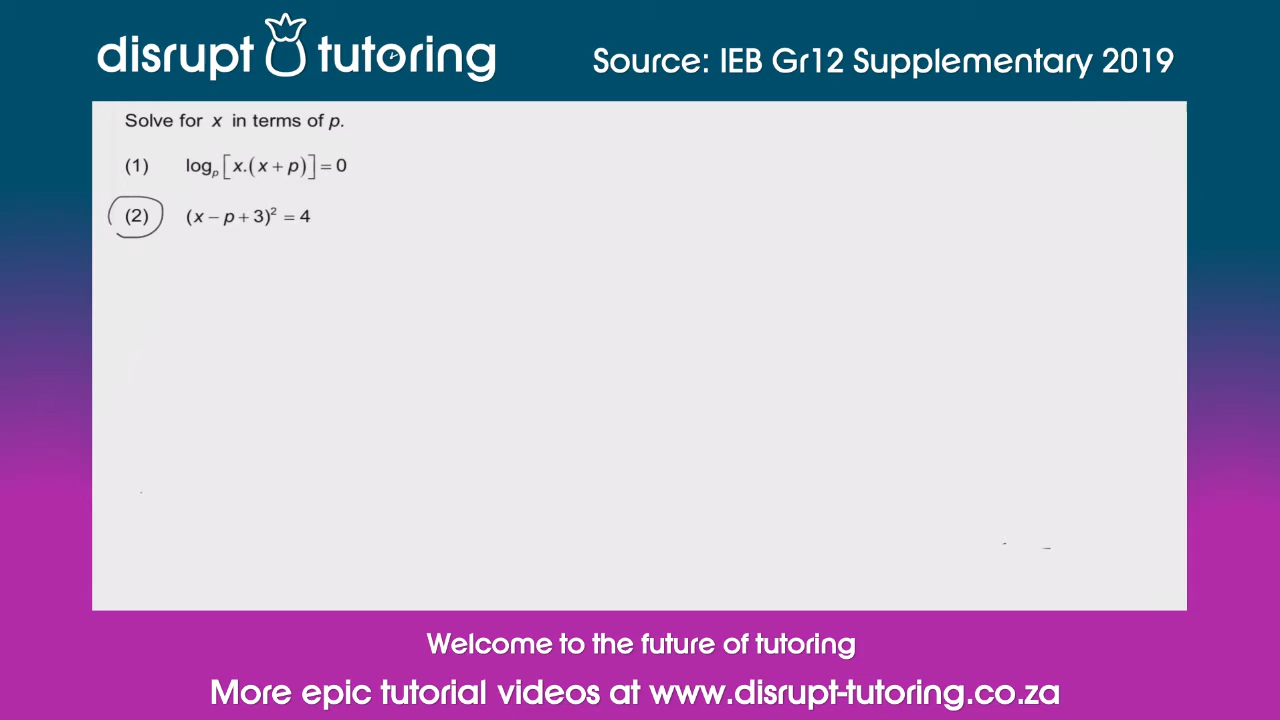 disrupt tutoring
Source: IEB Gr12 Supplementary 2019
Solve for x in terms of p.
(1) log_p [x.(x + p)] = 0
(2) (x − p + 3)² = 4
Welcome to the future of tutoring
More epic tutorial videos at www.disrupt-tutoring.co.za